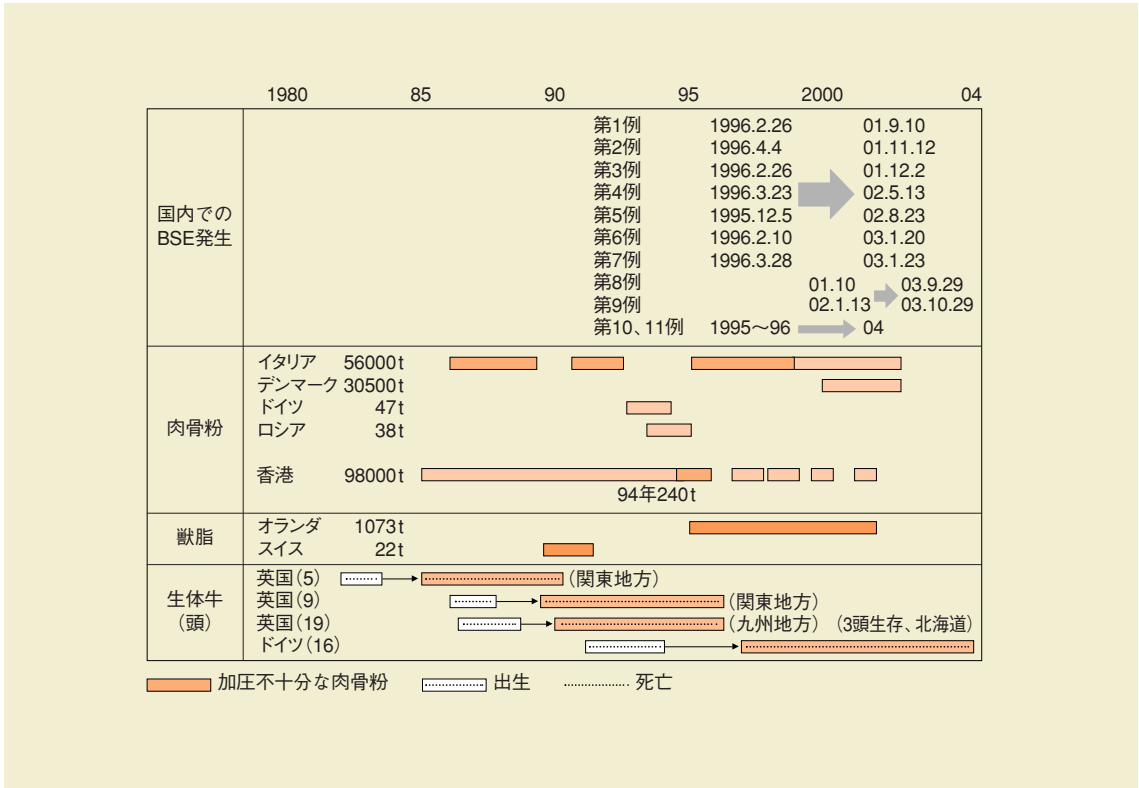 1980 85 90 95 2000 04
国内での
BSE発生
第1例 1996.2.26 01.9.10
第2例 1996.4.4 01.11.12
第3例 1996.2.26 01.12.2
第4例 1996.3.23 02.5.13
第5例 1995.12.5 02.8.23
第6例 1996.2.10 03.1.20
第7例 1996.3.28 03.1.23
第8例 01.10 03.9.29
第9例 02.1.13 03.10.29
第10、11例 1995〜96 04
肉骨粉
イタリア 56000t
デンマーク 30500t
ドイツ 47t
ロシア 38t
香港 98000t
94年240t
獣脂
オランダ 1073t
スイス 22t
生体牛
(頭)
英国(5) (関東地方)
英国(9) (関東地方)
英国(19) (九州地方) (3頭生存、北海道)
ドイツ(16)
加圧不十分な肉骨粉 出生 死亡